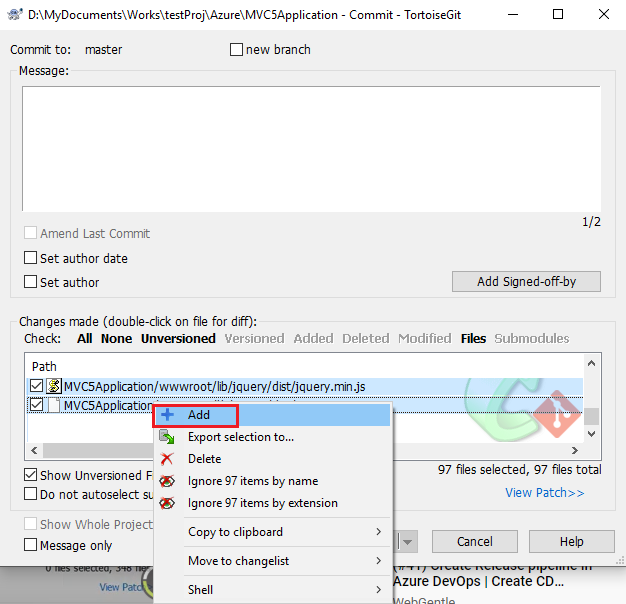 D:\MyDocuments\Works\testProj\Azure\MVC5Application - Commit - TortoiseGit
Commit to: master new branch
Message:
1/2
Amend Last Commit
Set author date
Set author
Add Signed-off-by
Changes made (double-click on file for diff):
Check: All None Unversioned Versioned Added Deleted Modified Files Submodules
Path
MVC5Application/wwwroot/lib/jquery/dist/jquery.min.js
MVC5Application
Add
Export selection to...
Delete
Ignore 97 items by name
Ignore 97 items by extension
Copy to clipboard
Move to changelist
Shell
Show Unversioned
97 files selected, 97 files total
Do not autoselect
View Patch>>
Show Whole Project
Message only
Cancel
Help
0 files selected, 348
View Patc
(#41) Create Release pipeline in
Azure DevOps | Create CD...
WebGentle